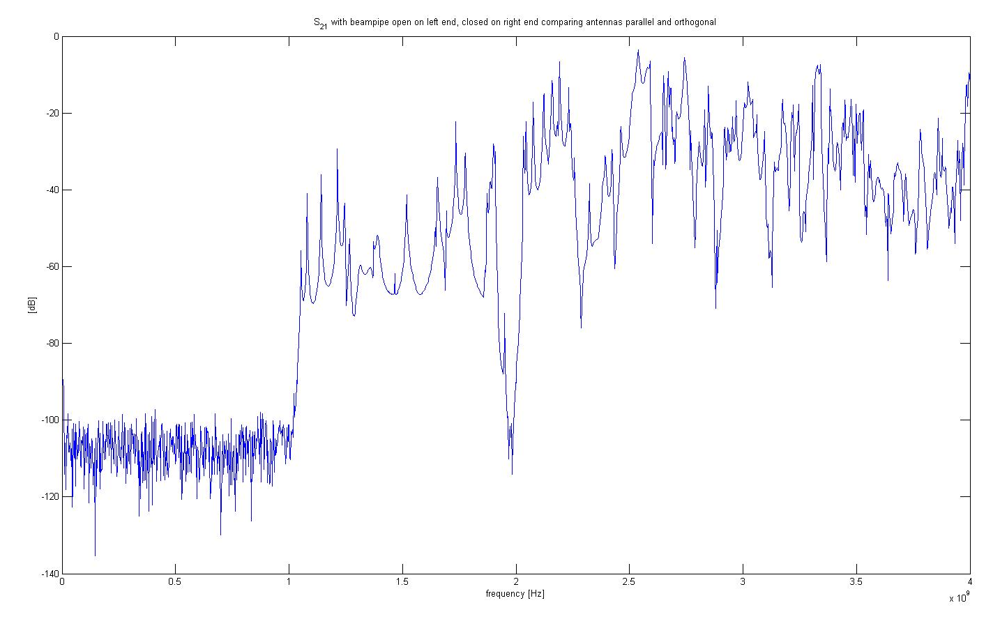 S21 with beampipe open on left end, closed on right end comparing antennas parallel and orthogonal
0
-20
-40
-60
-80
-100
-120
-140
[dB]
0 0.5 1 1.5 2 2.5 3 3.5 4
frequency [Hz]
x 10^9